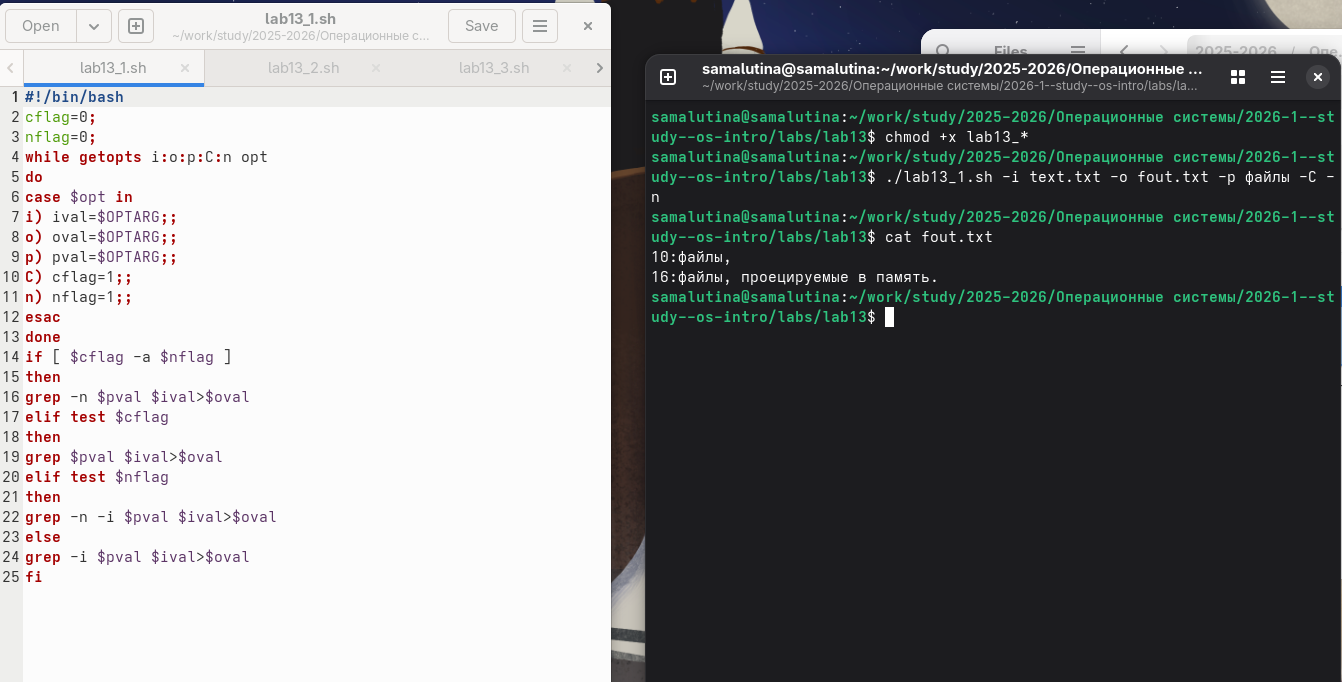 Open
lab13_1.sh
~/work/study/2025-2026/Операционные с...
Save
lab13_1.sh
lab13_2.sh
lab13_3.sh
1 #!/bin/bash
2 cflag=0;
3 nflag=0;
4 while getopts i:o:p:C:n opt
5 do
6 case $opt in
7 i) ival=$OPTARG;;
8 o) oval=$OPTARG;;
9 p) pval=$OPTARG;;
10 C) cflag=1;;
11 n) nflag=1;;
12 esac
13 done
14 if [ $cflag -a $nflag ]
15 then
16 grep -n $pval $ival>$oval
17 elif test $cflag
18 then
19 grep $pval $ival>$oval
20 elif test $nflag
21 then
22 grep -n -i $pval $ival>$oval
23 else
24 grep -i $pval $ival>$oval
25 fi
Files
2025-2026 / Опе
samalutina@samalutina:~/work/study/2025-2026/Операционные ...
~/work/study/2025-2026/Операционные системы/2026-1--study--os-intro/labs/la...
samalutina@samalutina:~/work/study/2025-2026/Операционные системы/2026-1--st
udy--os-intro/labs/lab13$ chmod +x lab13_*
samalutina@samalutina:~/work/study/2025-2026/Операционные системы/2026-1--st
udy--os-intro/labs/lab13$ ./lab13_1.sh -i text.txt -o fout.txt -p файлы -C -
n
samalutina@samalutina:~/work/study/2025-2026/Операционные системы/2026-1--st
udy--os-intro/labs/lab13$ cat fout.txt
10:файлы,
16:файлы, проецируемые в память.
samalutina@samalutina:~/work/study/2025-2026/Операционные системы/2026-1--st
udy--os-intro/labs/lab13$